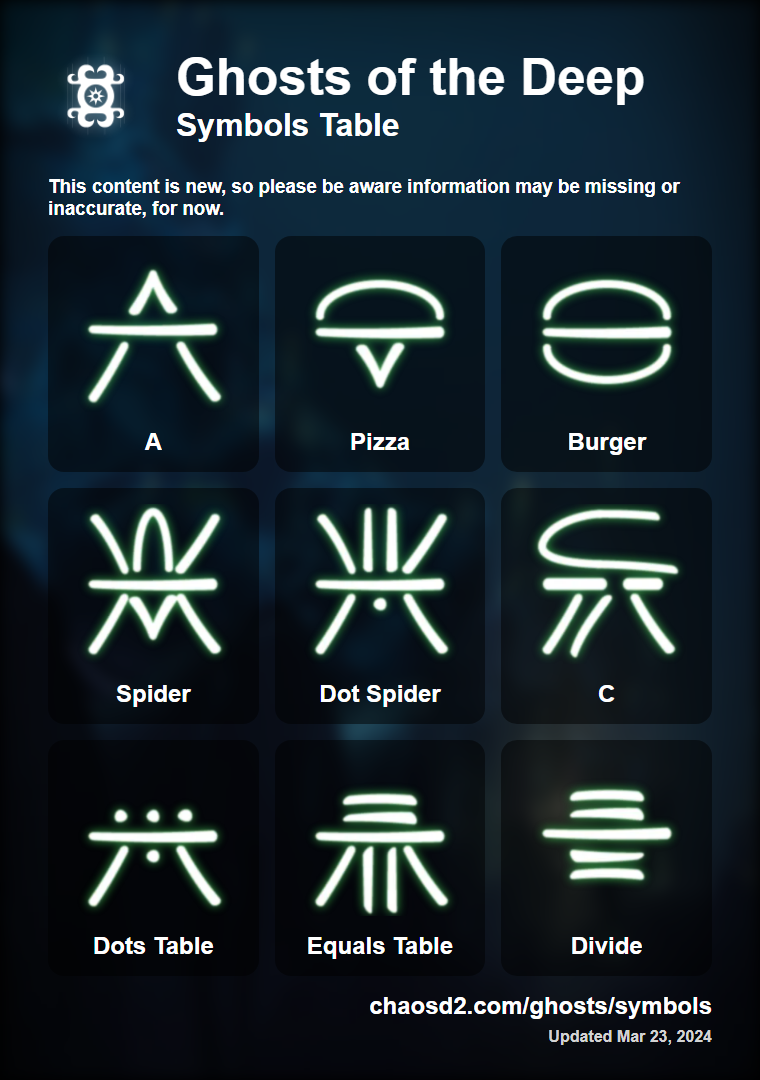 Ghosts of the Deep
Symbols Table
This content is new, so please be aware information may be missing or
inaccurate, for now.
A
Pizza
Burger
Spider
Dot Spider
C
Dots Table
Equals Table
Divide
chaosd2.com/ghosts/symbols
Updated Mar 23, 2024